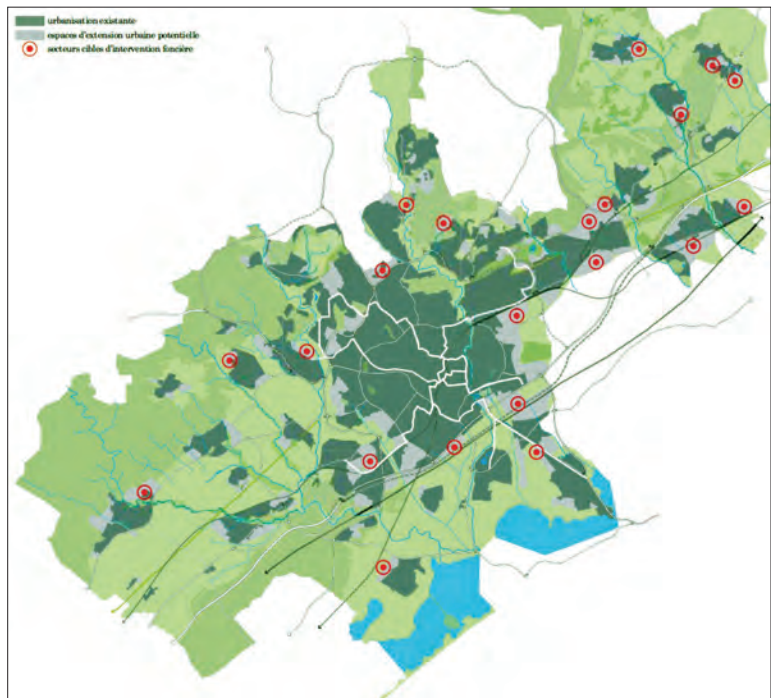 urbanisation existante
espaces d'extension urbaine potentielle
secteurs cibles d'intervention foncière